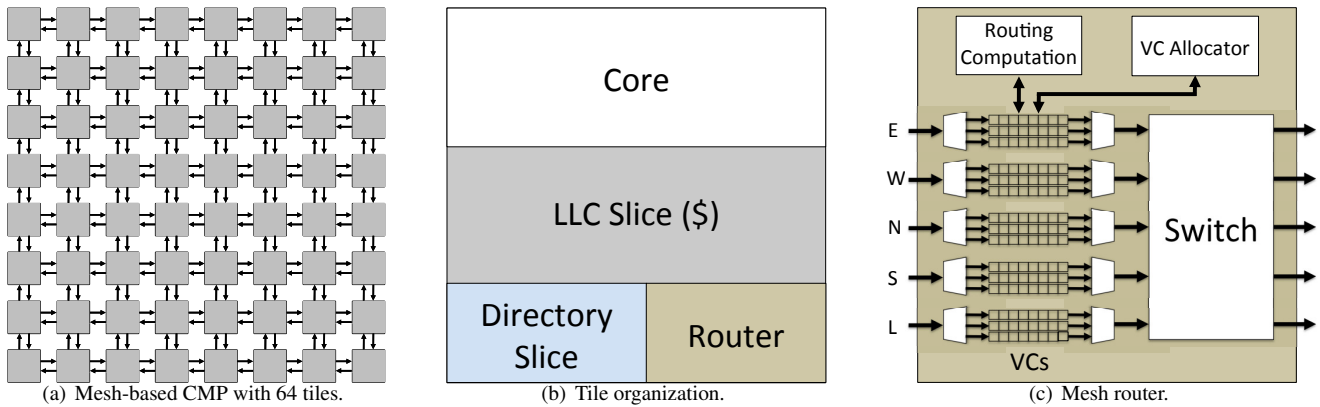 Core
LLC Slice ($)
Directory
Slice
Router
Routing
Computation
VC Allocator
E
W
N
S
L
Switch
VCs
(a) Mesh-based CMP with 64 tiles.
(b) Tile organization.
(c) Mesh router.